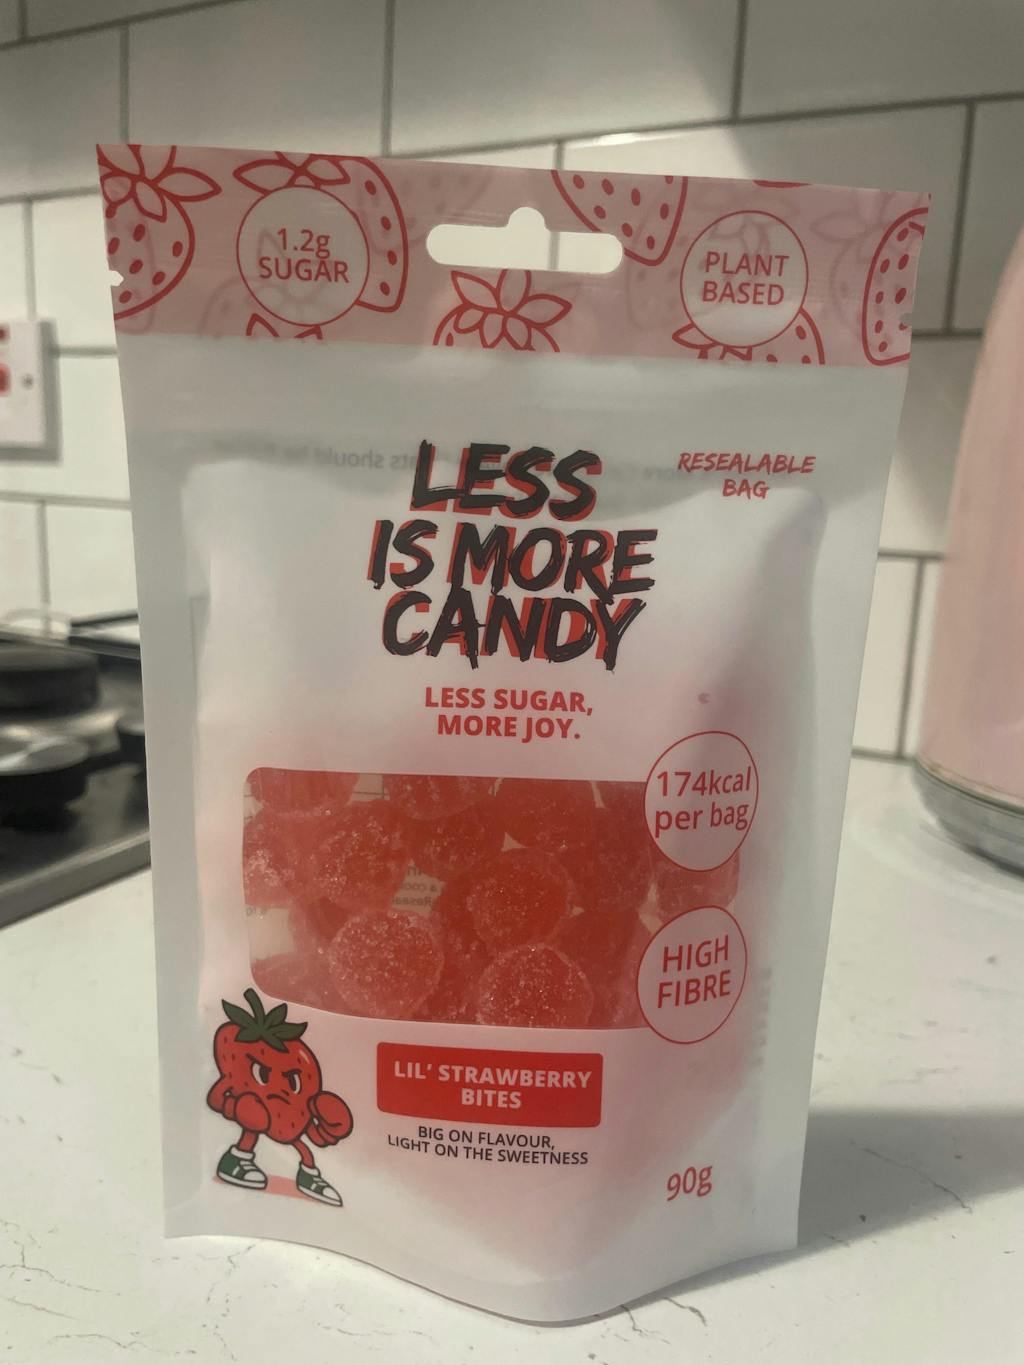 1.2g
SUGAR
PLANT
BASED
RESEALABLE
BAG
LESS
IS MORE
CANDY
LESS SUGAR,
MORE JOY.
174kcal
per bag
HIGH
FIBRE
LIL' STRAWBERRY
BITES
BIG ON FLAVOUR,
LIGHT ON THE SWEETNESS
90g